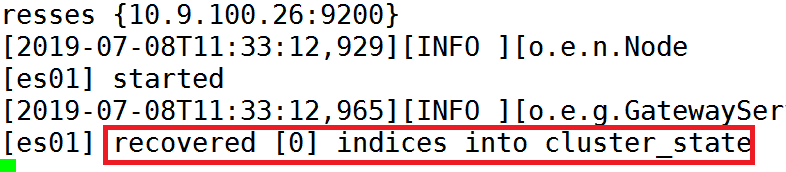 resses {10.9.100.26:9200}
[2019-07-08T11:33:12,929][INFO ][o.e.n.Node
[es01] started
[2019-07-08T11:33:12,965][INFO ][o.e.g.GatewaySer
[es01] recovered [0] indices into cluster_state